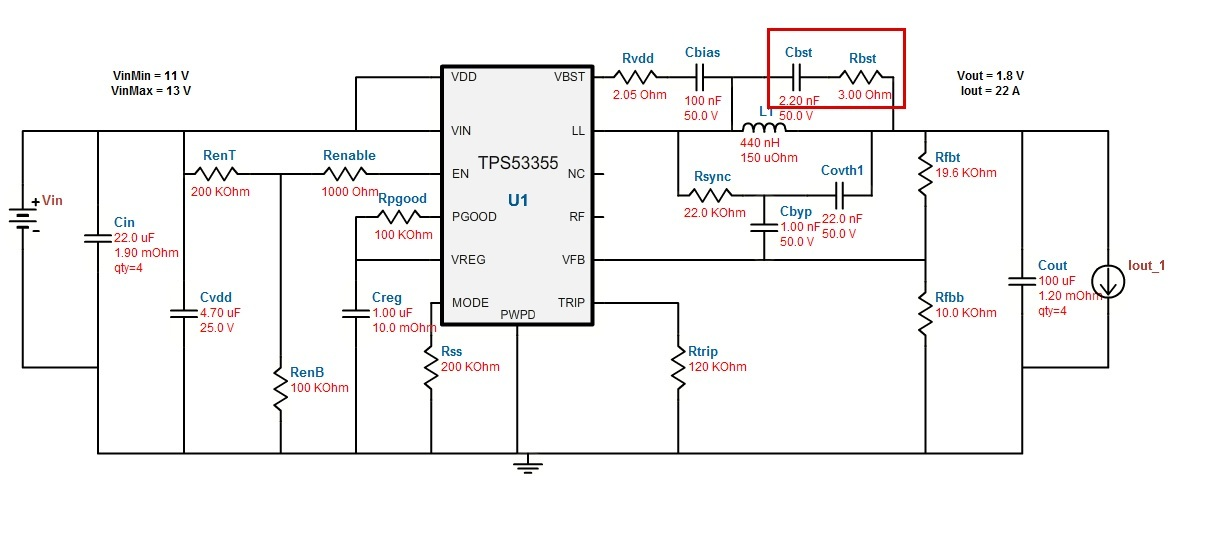 VinMin = 11 V
VinMax = 13 V
Vout = 1.8 V
Iout = 22 A
Rvdd
2.05 Ohm
Cbias
100 nF
50.0 V
Cbst
2.20 nF
50.0 V
Rbst
3.00 Ohm
VDD
VBST
VIN
LL
EN
NC
PGOOD
RF
VREG
VFB
MODE
TRIP
PWPD
TPS53355
U1
L1
440 nH
150 uOhm
RenT
200 KOhm
Renable
1000 Ohm
Rpgood
100 KOhm
Rsync
22.0 KOhm
Covth1
22.0 nF
50.0 V
Cbyp
1.00 nF
50.0 V
Rfbt
19.6 KOhm
+
Vin
-
Cin
22.0 uF
1.90 mOhm
qty=4
Cvdd
4.70 uF
25.0 V
Creg
1.00 uF
10.0 mOhm
Rfbb
10.0 KOhm
Cout
100 uF
1.20 mOhm
qty=4
Iout_1
RenB
100 KOhm
Rss
200 KOhm
Rtrip
120 KOhm